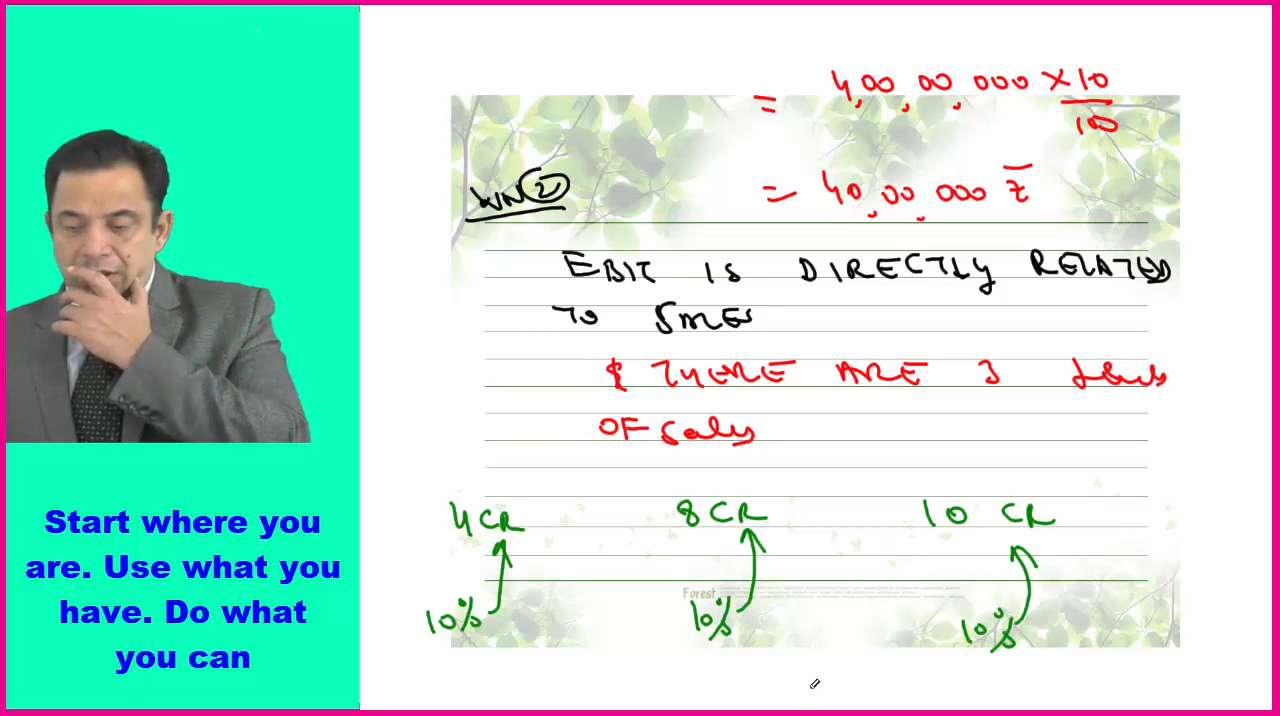 = 4,00,00,000 × 10
100
WN 2
= 40,00,000 ₹
EBIT IS DIRECTLY RELATED
TO SALES
& THERE ARE 3 levels
OF Sales
4 CR 8 CR 10 CR
Forest
10% 10% 10%
Start where you
are. Use what you
have. Do what
you can